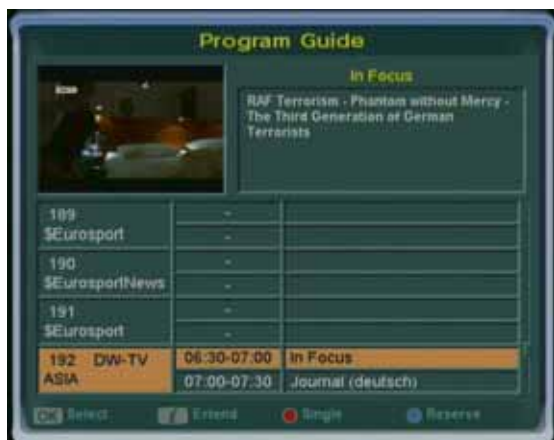 Program Guide
In Focus
RAF Terrorism - Phantom without Mercy -
The Third Generation of German
Terrorists
189
$Eurosport
-
-
190
$EurosportNews
-
-
191
$Eurosport
-
-
192 DW-TV
ASIA
06:30-07:00 In Focus
07:00-07:30 Journal (deutsch)
OK Select i Extend Single Reserve